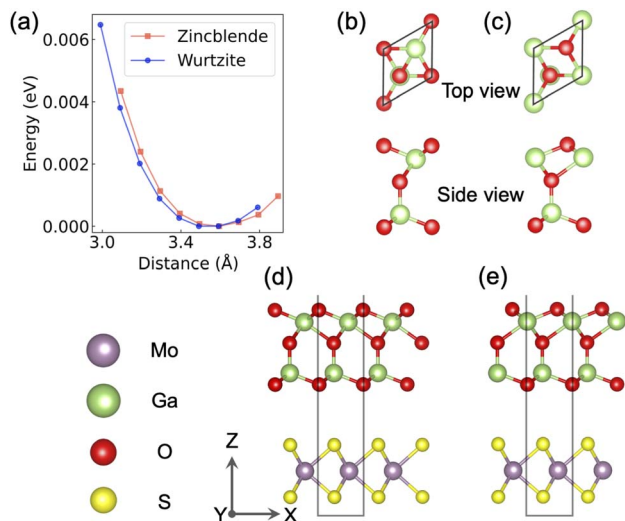 (a)
(b)
(c)
0.006
0.004
0.002
0.000
Energy (eV)
Zincblende
Wurtzite
3.0
3.4
3.8
Distance (Å)
Top view
Side view
(d)
(e)
Mo
Ga
O
S
Z
Y
X